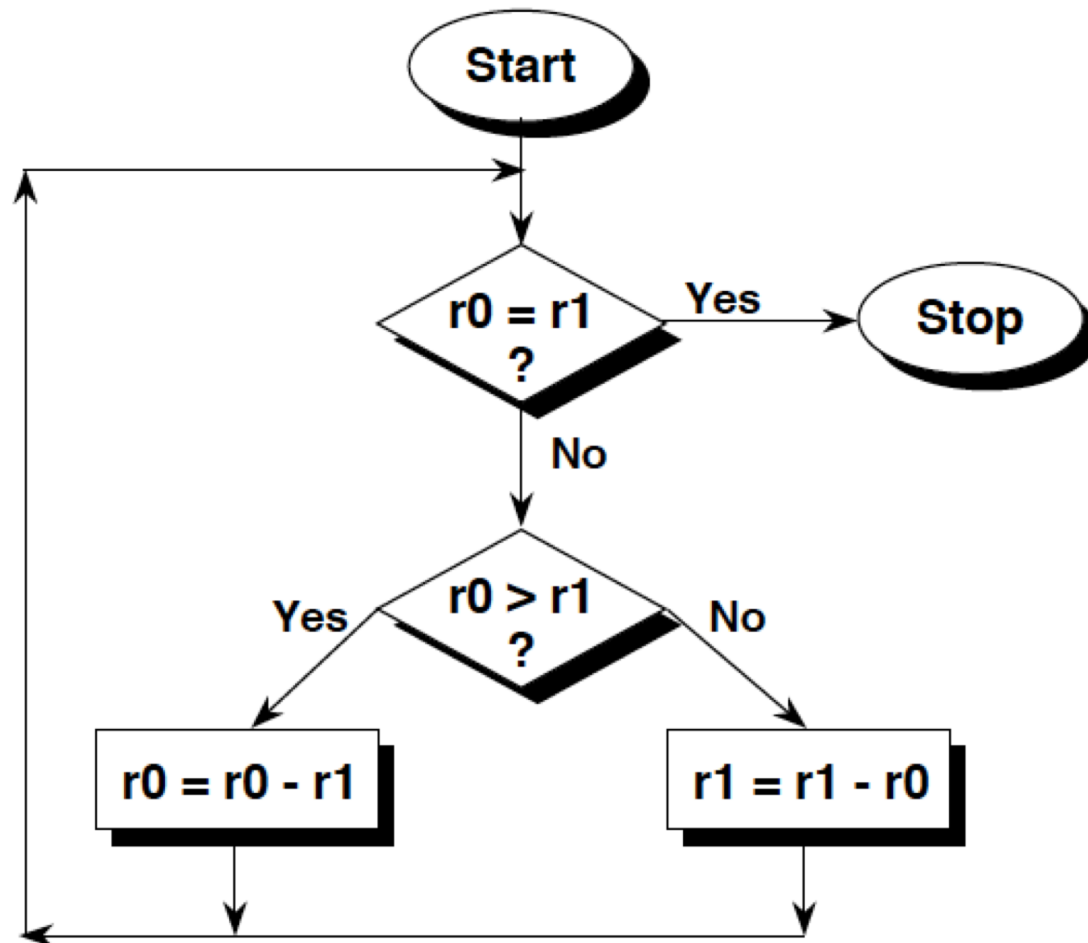 Start
r0 = r1
?
Yes
Stop
No
r0 > r1
?
Yes
No
r0 = r0 - r1
r1 = r1 - r0